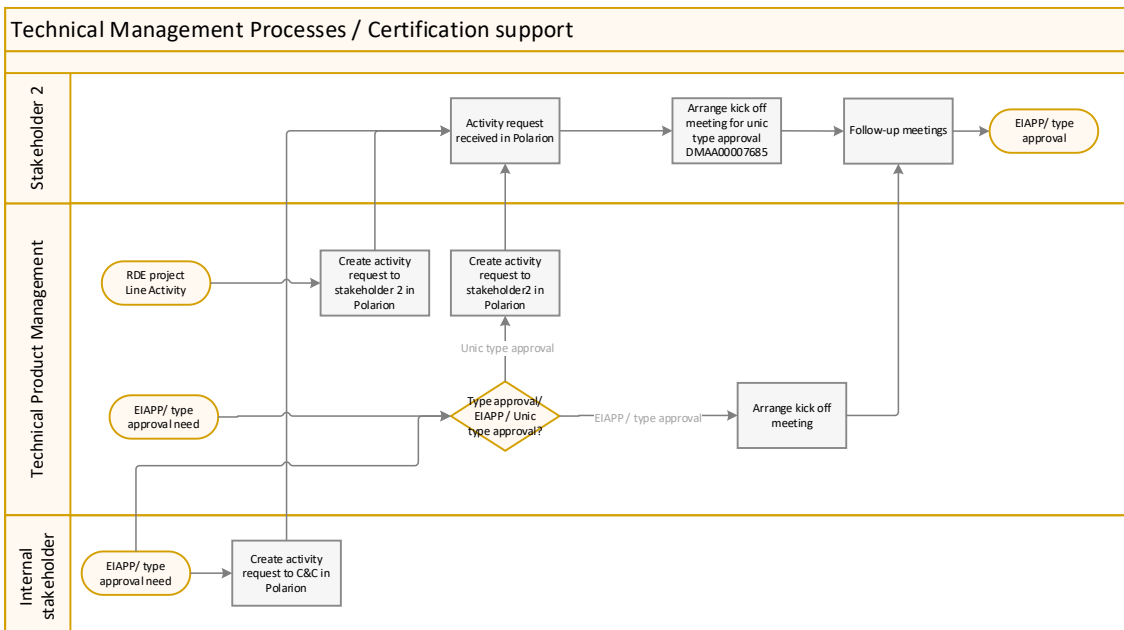 Technical Management Processes / Certification support
Stakeholder 2
Activity request
received in Polarion
Arrange kick off
meeting for unic
type approval
DMAA00007685
Follow-up meetings
EIAPP/ type
approval
Technical Product Management
RDE project
Line Activity
Create activity
request to
stakeholder 2 in
Polarion
Create activity
request to
stakeholder2 in
Polarion
Unic type approval
EIAPP/ type
approval need
Type approval/
EIAPP/ Unic
type approval?
EIAPP/ type approval
Arrange kick off
meeting
Internal
stakeholder
EIAPP/ type
approval need
Create activity
request to C&C in
Polarion